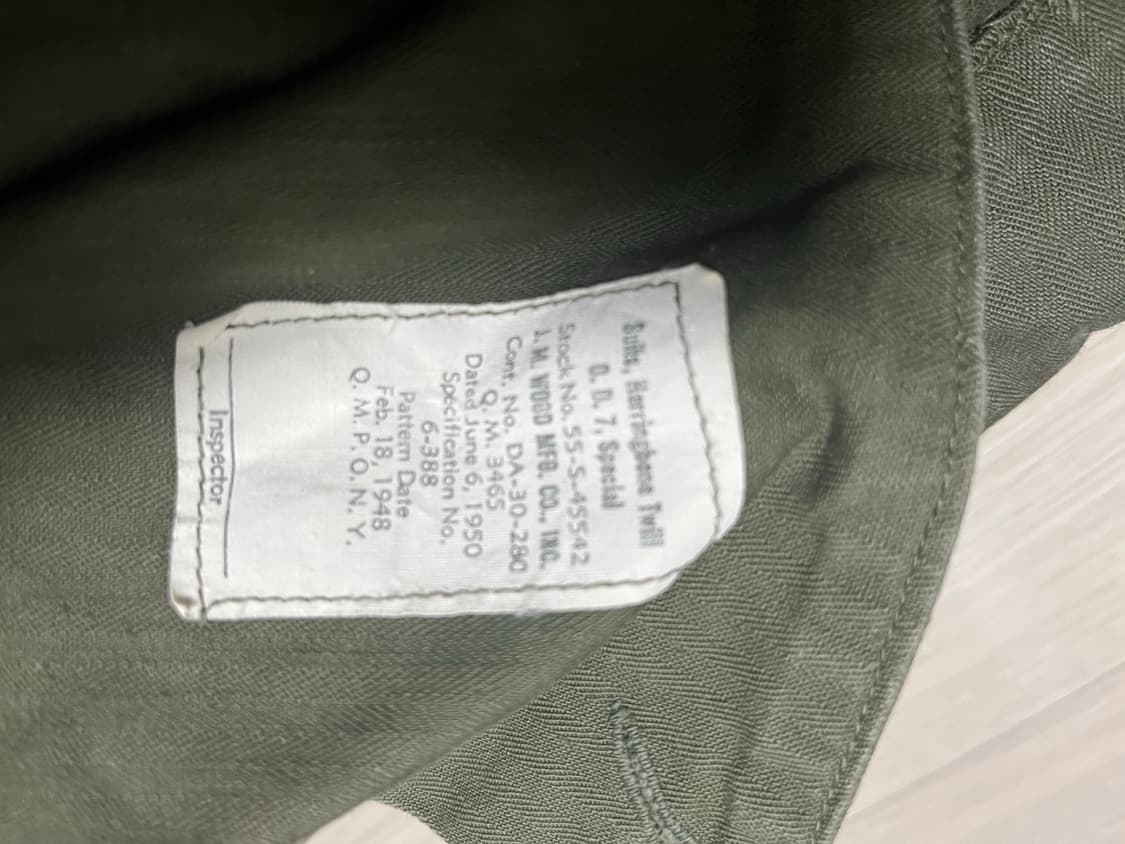 Suits, Herringbone Twill
O. D. 7, Special
Stock No. 55-S-45542
J. M. WOOD MFG. CO., INC.
Cont. No. DA-30-280
Q. M. 3465
Dated June 6, 1950
Specification No.
6-388
Pattern Date
Feb. 18, 1948
Q. M. P. O. N. Y.
Inspector